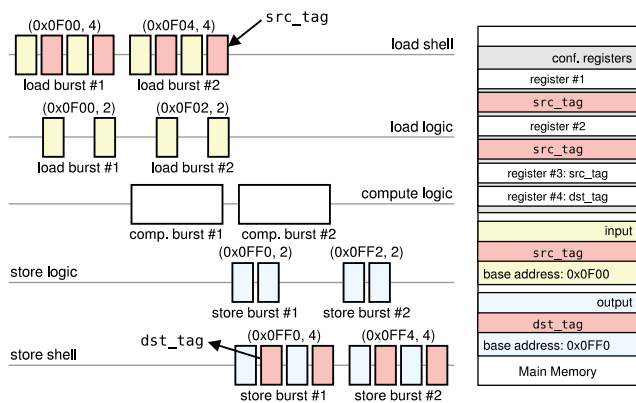 src_tag
(0x0F00, 4)
(0x0F04, 4)
load shell
load burst #1
load burst #2
(0x0F00, 2)
(0x0F02, 2)
load logic
load burst #1
load burst #2
compute logic
comp. burst #1
comp. burst #2
(0x0FF0, 2)
(0x0FF2, 2)
store logic
store burst #1
store burst #2
(0x0FF0, 4)
(0x0FF4, 4)
dst_tag
store shell
store burst #1
store burst #2
conf. registers
register #1
src_tag
register #2
src_tag
register #3: src_tag
register #4: dst_tag
input
src_tag
base address: 0x0F00
output
dst_tag
base address: 0x0FF0
Main Memory